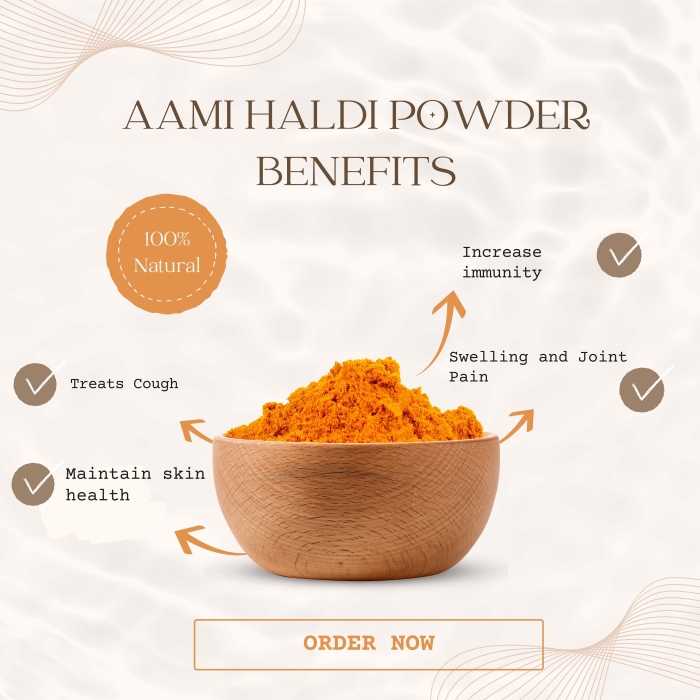 AAMI HALDI POWDER
BENEFITS
100%
Natural
Increase
immunity
Swelling and Joint
Pain
Treats Cough
Maintain skin
health
ORDER NOW